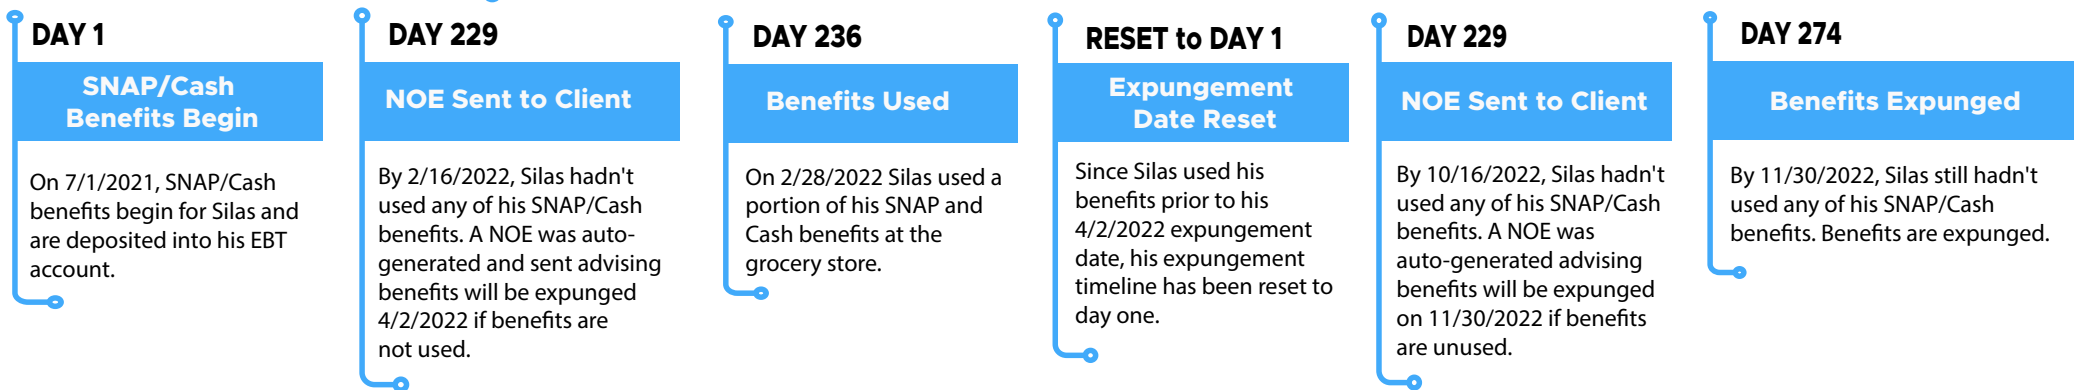 DAY 1
SNAP/Cash
Benefits Begin
On 7/1/2021, SNAP/Cash
benefits begin for Silas and
are deposited into his EBT
account.
DAY 229
NOE Sent to Client
By 2/16/2022, Silas hadn't
used any of his SNAP/Cash
benefits. A NOE was auto-
generated and sent advising
benefits will be expunged
4/2/2022 if benefits are
not used.
DAY 236
Benefits Used
On 2/28/2022 Silas used a
portion of his SNAP and
Cash benefits at the
grocery store.
RESET to DAY 1
Expungement
Date Reset
Since Silas used his
benefits prior to his
4/2/2022 expungement
date, his expungement
timeline has been reset to
day one.
DAY 229
NOE Sent to Client
By 10/16/2022, Silas hadn't
used any of his SNAP/Cash
benefits. A NOE was
auto-generated advising
benefits will be expunged
on 11/30/2022 if benefits
are unused.
DAY 274
Benefits Expunged
By 11/30/2022, Silas still hadn't
used any of his SNAP/Cash
benefits. Benefits are expunged.